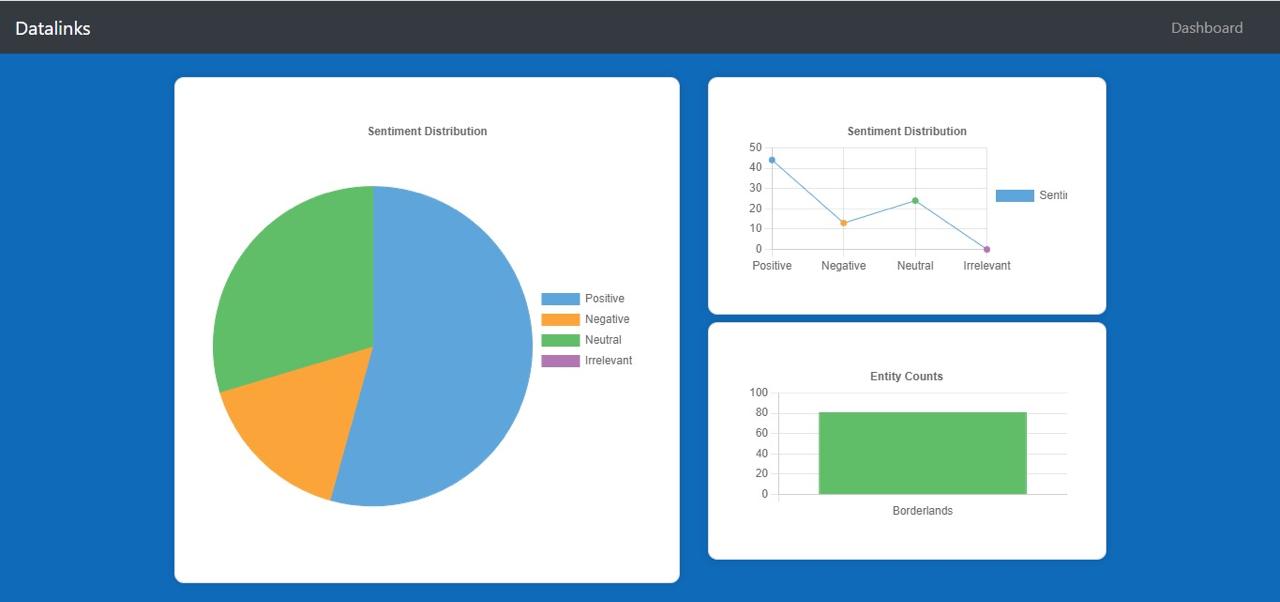 Datalinks
Dashboard
Sentiment Distribution
Positive
Negative
Neutral
Irrelevant
Sentiment Distribution
50
40
30
20
10
0
Positive Negative Neutral Irrelevant
Senti
Entity Counts
100
80
60
40
20
0
Borderlands